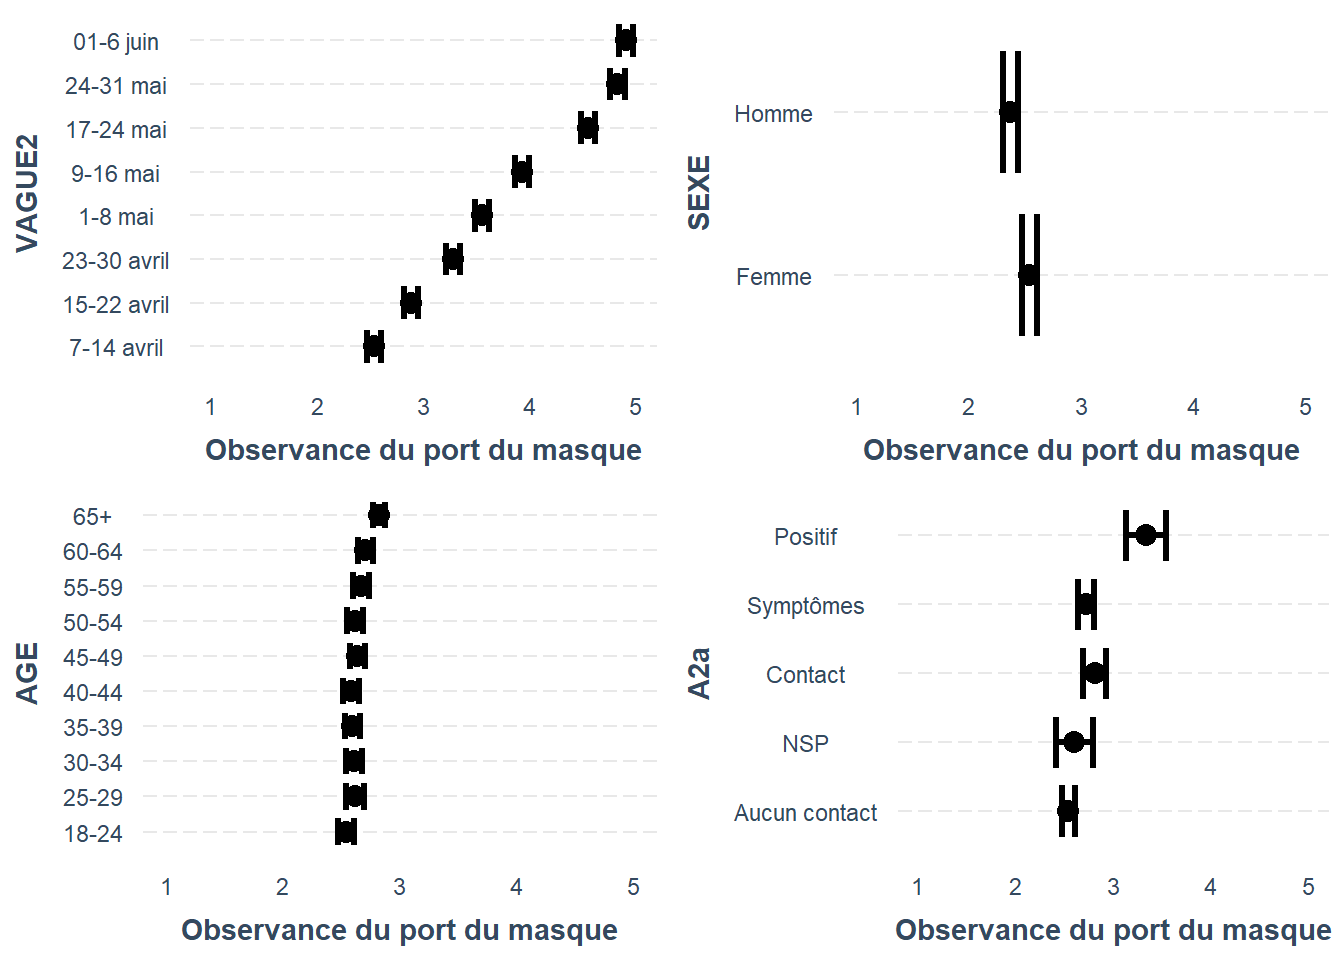 VAGUE2
01-6 juin
24-31 mai
17-24 mai
9-16 mai
1-8 mai
23-30 avril
15-22 avril
7-14 avril
1 2 3 4 5
Observance du port du masque
SEXE
Homme
Femme
1 2 3 4 5
Observance du port du masque
AGE
65+
60-64
55-59
50-54
45-49
40-44
35-39
30-34
25-29
18-24
1 2 3 4 5
Observance du port du masque
A2a
Positif
Symptômes
Contact
NSP
Aucun contact
1 2 3 4 5
Observance du port du masque